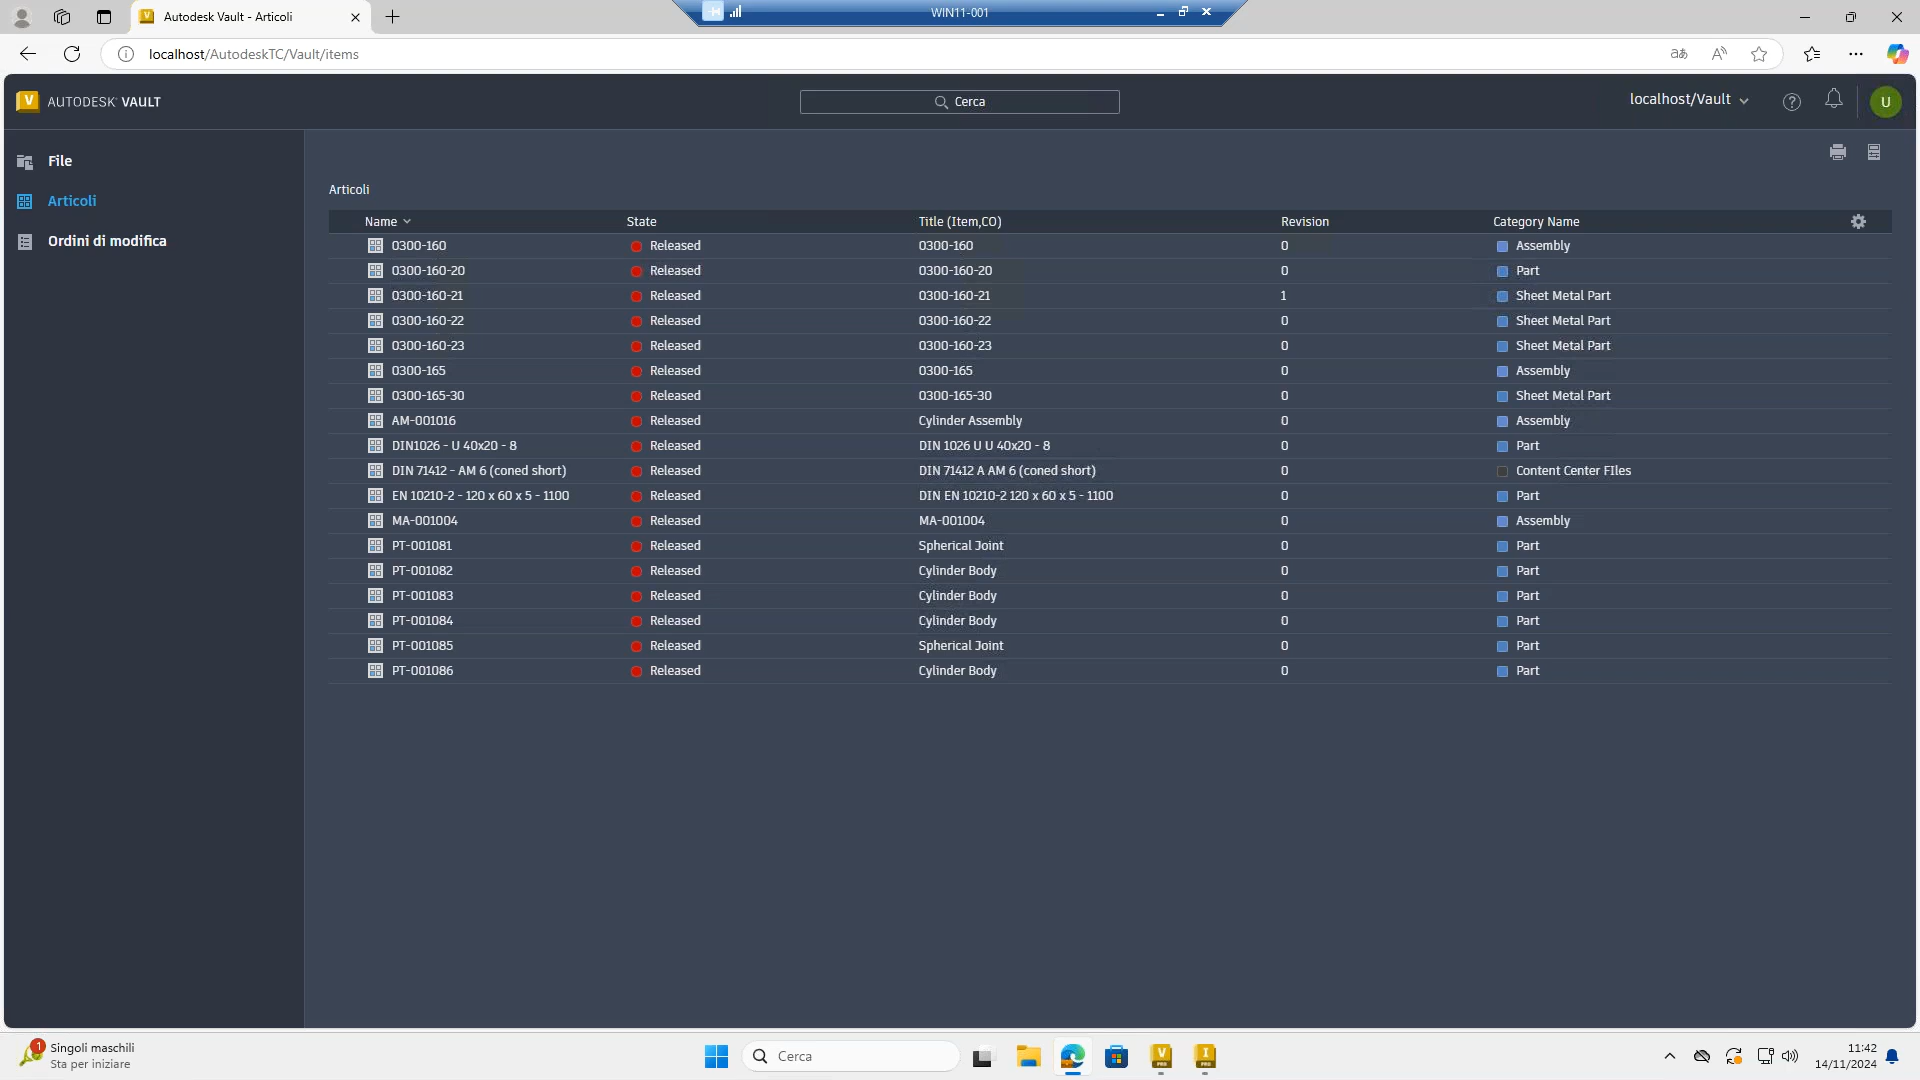 Autodesk Vault - Articoli
WIN11-001
localhost/AutodeskTC/Vault/items
AUTODESK VAULT
Cerca
localhost/Vault
U
File
Articoli
Ordini di modifica
Articoli
Name State Title (Item,CO) Revision Category Name
0300-160 Released 0300-160 0 Assembly
0300-160-20 Released 0300-160-20 0 Part
0300-160-21 Released 0300-160-21 1 Sheet Metal Part
0300-160-22 Released 0300-160-22 0 Sheet Metal Part
0300-160-23 Released 0300-160-23 0 Sheet Metal Part
0300-165 Released 0300-165 0 Assembly
0300-165-30 Released 0300-165-30 0 Sheet Metal Part
AM-001016 Released Cylinder Assembly 0 Assembly
DIN1026 - U 40x20 - 8 Released DIN 1026 U U 40x20 - 8 0 Part
DIN 71412 - AM 6 (coned short) Released DIN 71412 A AM 6 (coned short) 0 Content Center FIles
EN 10210-2 - 120 x 60 x 5 - 1100 Released DIN EN 10210-2 120 x 60 x 5 - 1100 0 Part
MA-001004 Released MA-001004 0 Assembly
PT-001081 Released Spherical Joint 0 Part
PT-001082 Released Cylinder Body 0 Part
PT-001083 Released Cylinder Body 0 Part
PT-001084 Released Cylinder Body 0 Part
PT-001085 Released Spherical Joint 0 Part
PT-001086 Released Cylinder Body 0 Part
1
Singoli maschili
Sta per iniziare
Cerca
11:42
14/11/2024